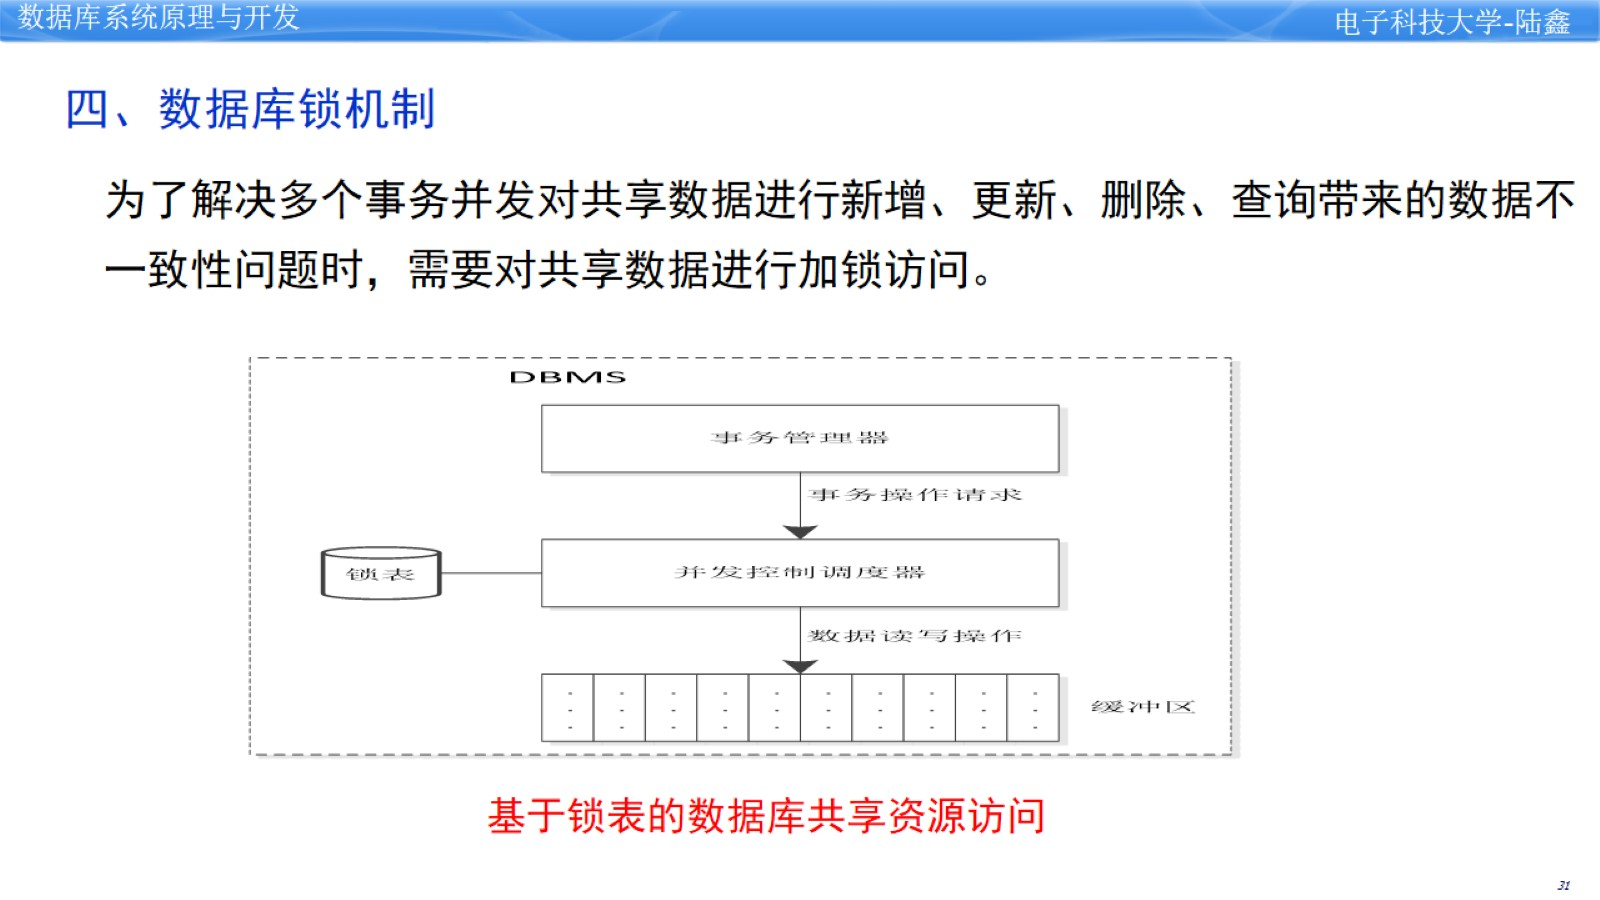 数据库系统原理与开发
电子科技大学-陆鑫
四、数据库锁机制
为了解决多个事务并发对共享数据进行新增、更新、删除、查询带来的数据不
一致性问题时，需要对共享数据进行加锁访问。
DBMS
事务管理器
事务操作请求
锁表
并发控制调度器
数据读写操作
缓冲区
基于锁表的数据库共享资源访问
31